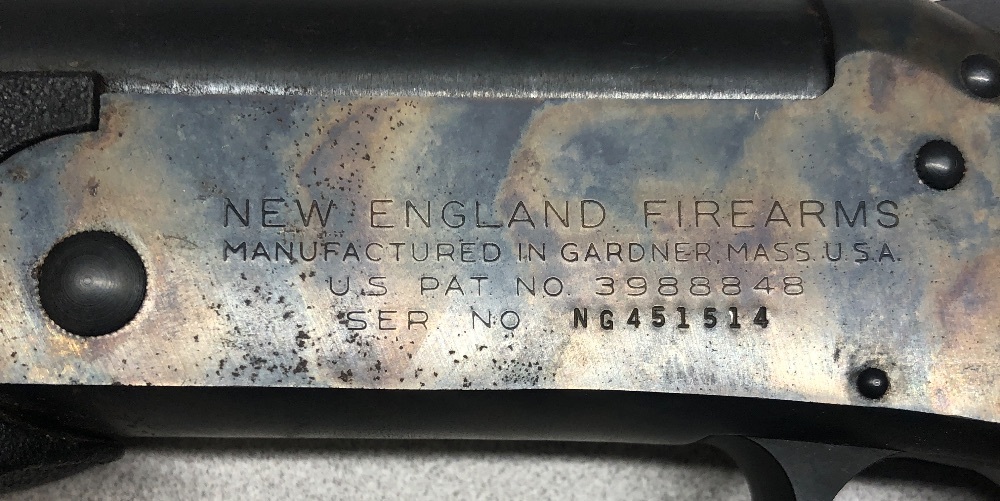 NEW ENGLAND FIREARMS
MANUFACTURED IN GARDNER, MASS. U.S.A.
U.S. PAT. NO. 3988848
SER. NO. NG451514